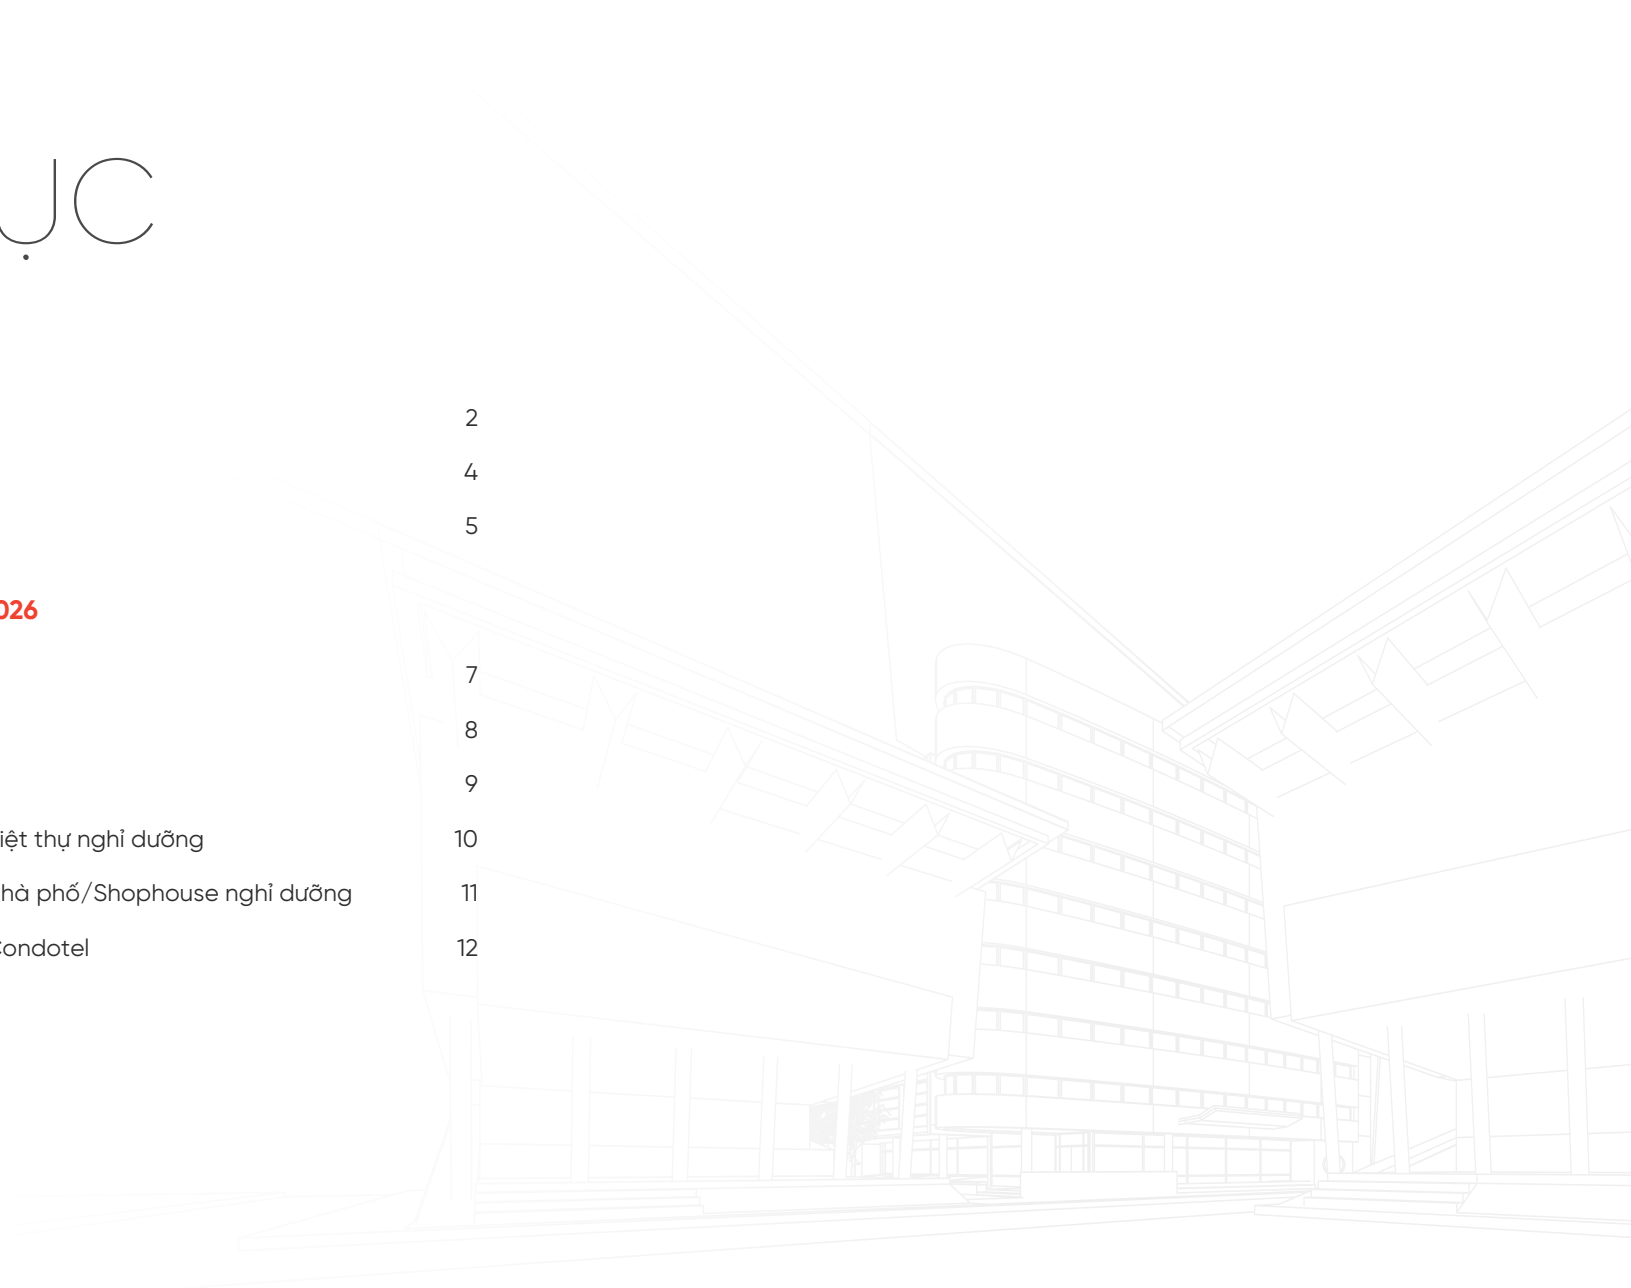 ỤC
2
4
5
026
7
8
9
iệt thự nghỉ dưỡng 10
hà phố/Shophouse nghỉ dưỡng 11
Condotel 12